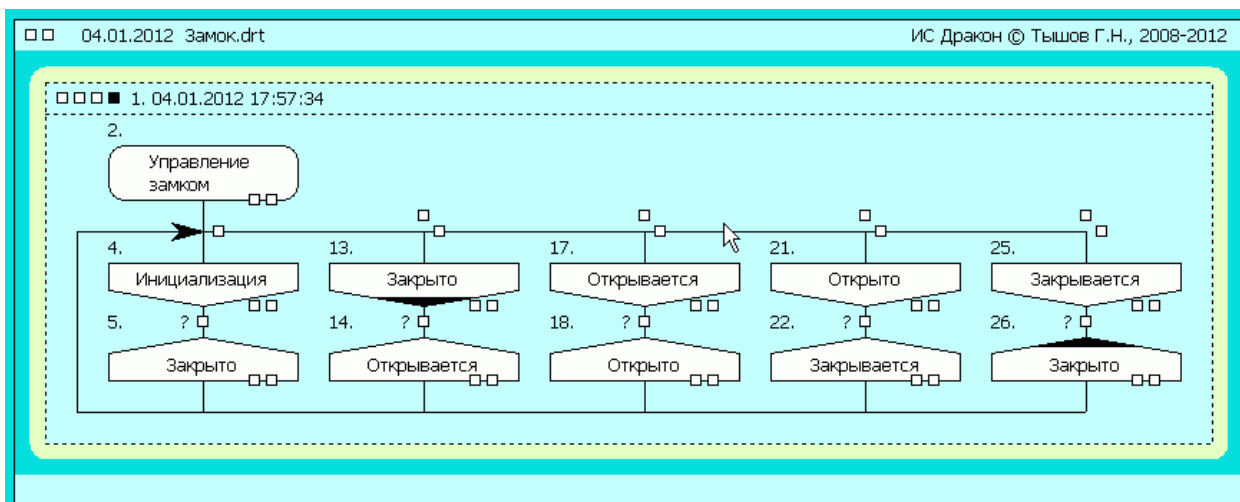 04.01.2012 Замок.drt
ИС Дракон © Тышов Г.Н., 2008-2012
1. 04.01.2012 17:57:34
2.
Управление
замком
4.
13.
17.
21.
25.
Инициализация
Закрыто
Открывается
Открыто
Закрывается
5. ?
14. ?
18. ?
22. ?
26. ?
Закрыто
Открывается
Открыто
Закрывается
Закрыто